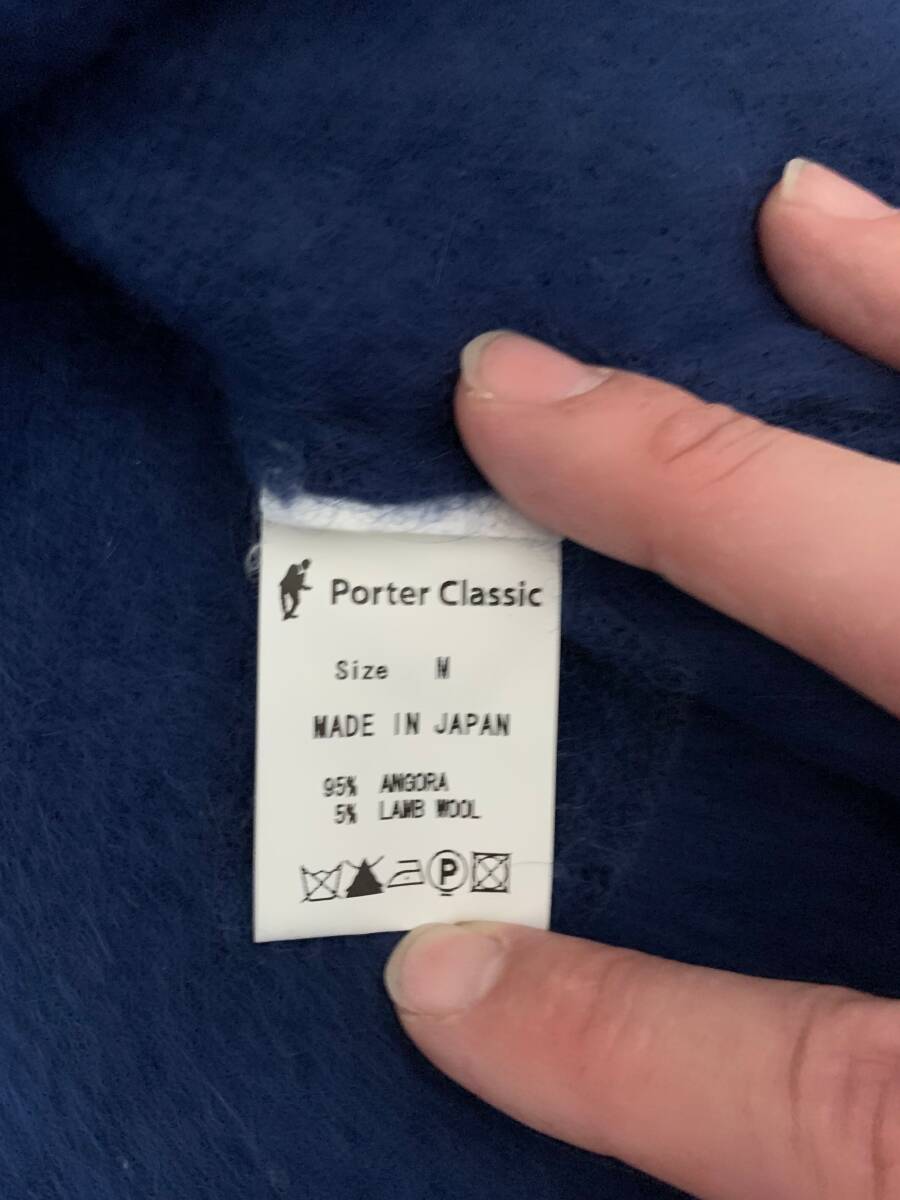 Porter Classic
Size M
MADE IN JAPAN
95% ANGORA
5% LAMB WOOL
P